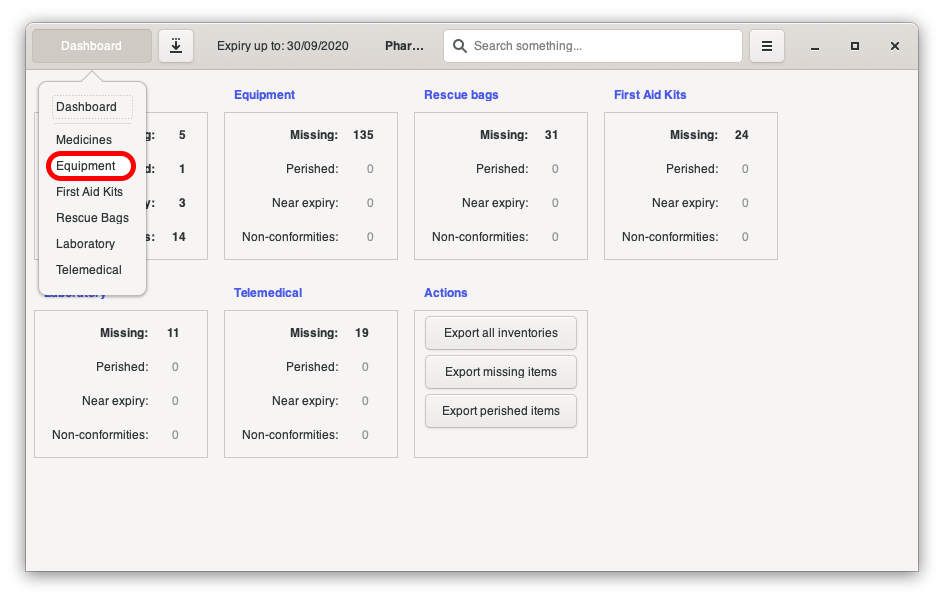 Dashboard
Expiry up to: 30/09/2020
Phar...
Search something...
Dashboard
Medicines
Equipment
First Aid Kits
Rescue Bags
Laboratory
Telemedical
g: 5
d: 1
y: 3
s: 14
Equipment
Missing: 135
Perished: 0
Near expiry: 0
Non-conformities: 0
Rescue bags
Missing: 31
Perished: 0
Near expiry: 0
Non-conformities: 0
First Aid Kits
Missing: 24
Perished: 0
Near expiry: 0
Non-conformities: 0
Laboratory
Missing: 11
Perished: 0
Near expiry: 0
Non-conformities: 0
Telemedical
Missing: 19
Perished: 0
Near expiry: 0
Non-conformities: 0
Actions
Export all inventories
Export missing items
Export perished items